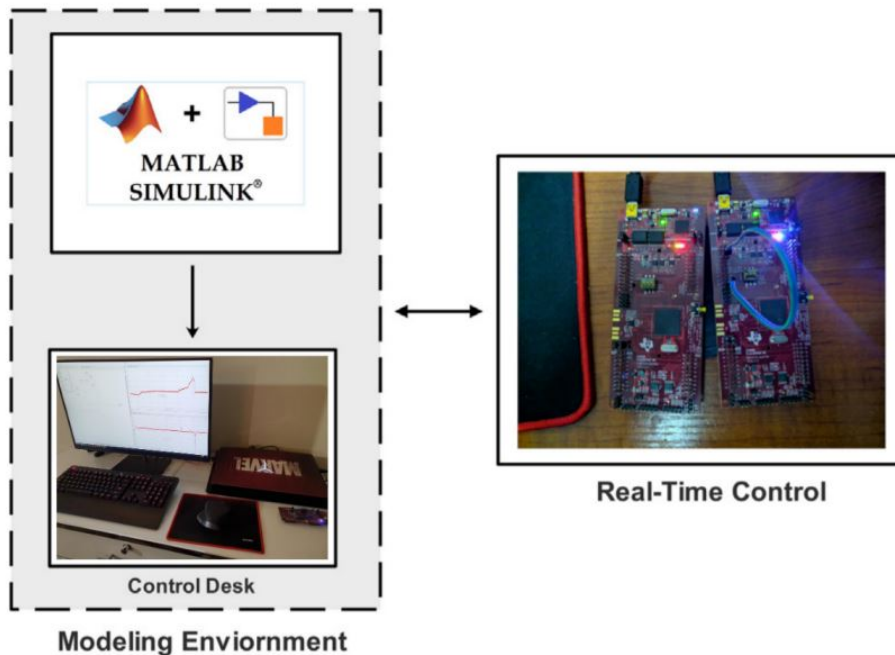 +
MATLAB
SIMULINK®
MARVEL
Control Desk
Modeling Enviornment
Real-Time Control